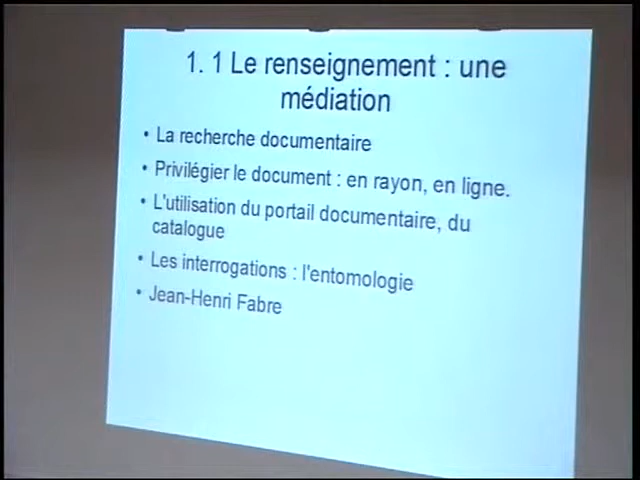 1. 1 Le renseignement : une
médiation
• La recherche documentaire
• Privilégier le document : en rayon, en ligne.
• L'utilisation du portail documentaire, du
catalogue
• Les interrogations : l'entomologie
• Jean-Henri Fabre